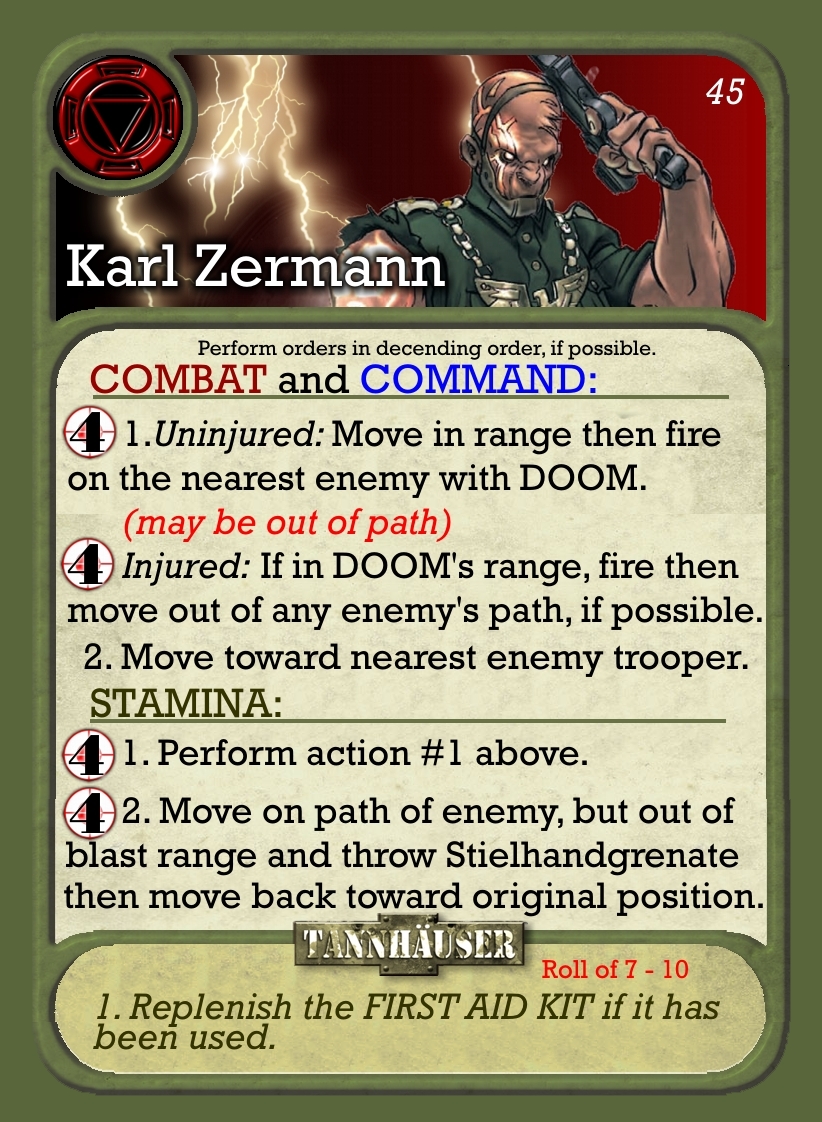 45
Karl Zermann
Perform orders in decending order, if possible.
COMBAT and COMMAND:
4 1. Uninjured: Move in range then fire
on the nearest enemy with DOOM.
(may be out of path)
4 Injured: If in DOOM's range, fire then
move out of any enemy's path, if possible.
2. Move toward nearest enemy trooper.
STAMINA:
4 1. Perform action #1 above.
4 2. Move on path of enemy, but out of
blast range and throw Stielhandgrenate
then move back toward original position.
TANNHÄUSER
Roll of 7 - 10
1. Replenish the FIRST AID KIT if it has
been used.